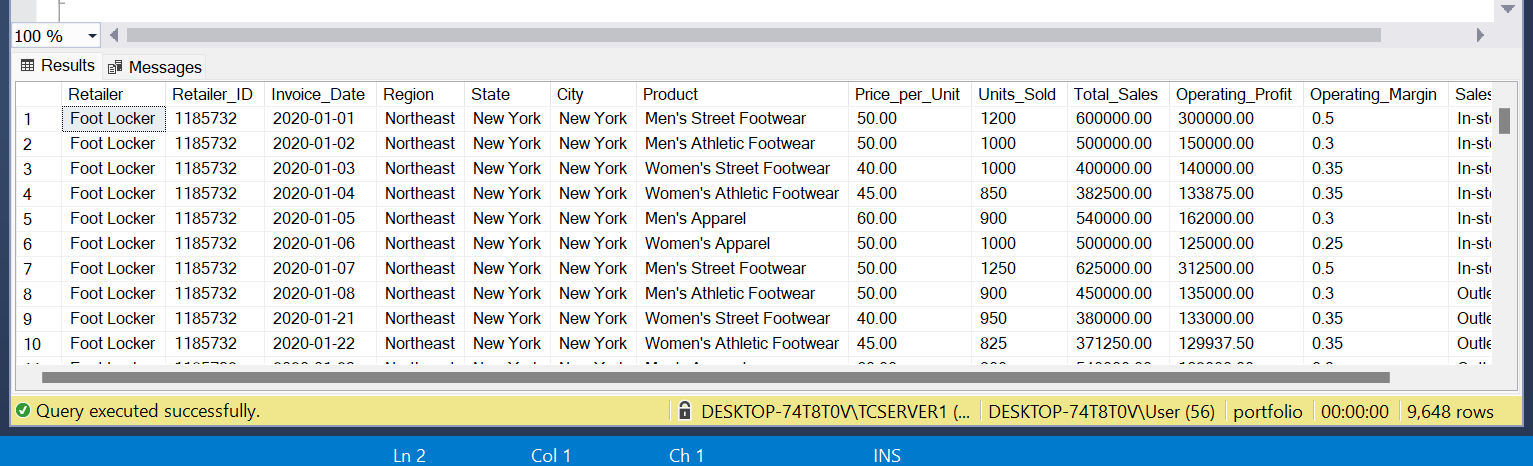 100 %
Results Messages
Retailer Retailer_ID Invoice_Date Region State City Product Price_per_Unit Units_Sold Total_Sales Operating_Profit Operating_Margin Sales
1 Foot Locker 1185732 2020-01-01 Northeast New York New York Men's Street Footwear 50.00 1200 600000.00 300000.00 0.5 In-sto
2 Foot Locker 1185732 2020-01-02 Northeast New York New York Men's Athletic Footwear 50.00 1000 500000.00 150000.00 0.3 In-sto
3 Foot Locker 1185732 2020-01-03 Northeast New York New York Women's Street Footwear 40.00 1000 400000.00 140000.00 0.35 In-sto
4 Foot Locker 1185732 2020-01-04 Northeast New York New York Women's Athletic Footwear 45.00 850 382500.00 133875.00 0.35 In-sto
5 Foot Locker 1185732 2020-01-05 Northeast New York New York Men's Apparel 60.00 900 540000.00 162000.00 0.3 In-sto
6 Foot Locker 1185732 2020-01-06 Northeast New York New York Women's Apparel 50.00 1000 500000.00 125000.00 0.25 In-sto
7 Foot Locker 1185732 2020-01-07 Northeast New York New York Men's Street Footwear 50.00 1250 625000.00 312500.00 0.5 In-sto
8 Foot Locker 1185732 2020-01-08 Northeast New York New York Men's Athletic Footwear 50.00 900 450000.00 135000.00 0.3 Outle
9 Foot Locker 1185732 2020-01-21 Northeast New York New York Women's Street Footwear 40.00 950 380000.00 133000.00 0.35 Outle
10 Foot Locker 1185732 2020-01-22 Northeast New York New York Women's Athletic Footwear 45.00 825 371250.00 129937.50 0.35 Outle
Query executed successfully. DESKTOP-74T8T0V\TCSERVER1 (... DESKTOP-74T8T0V\User (56) portfolio 00:00:00 9,648 rows
Ln 2 Col 1 Ch 1 INS